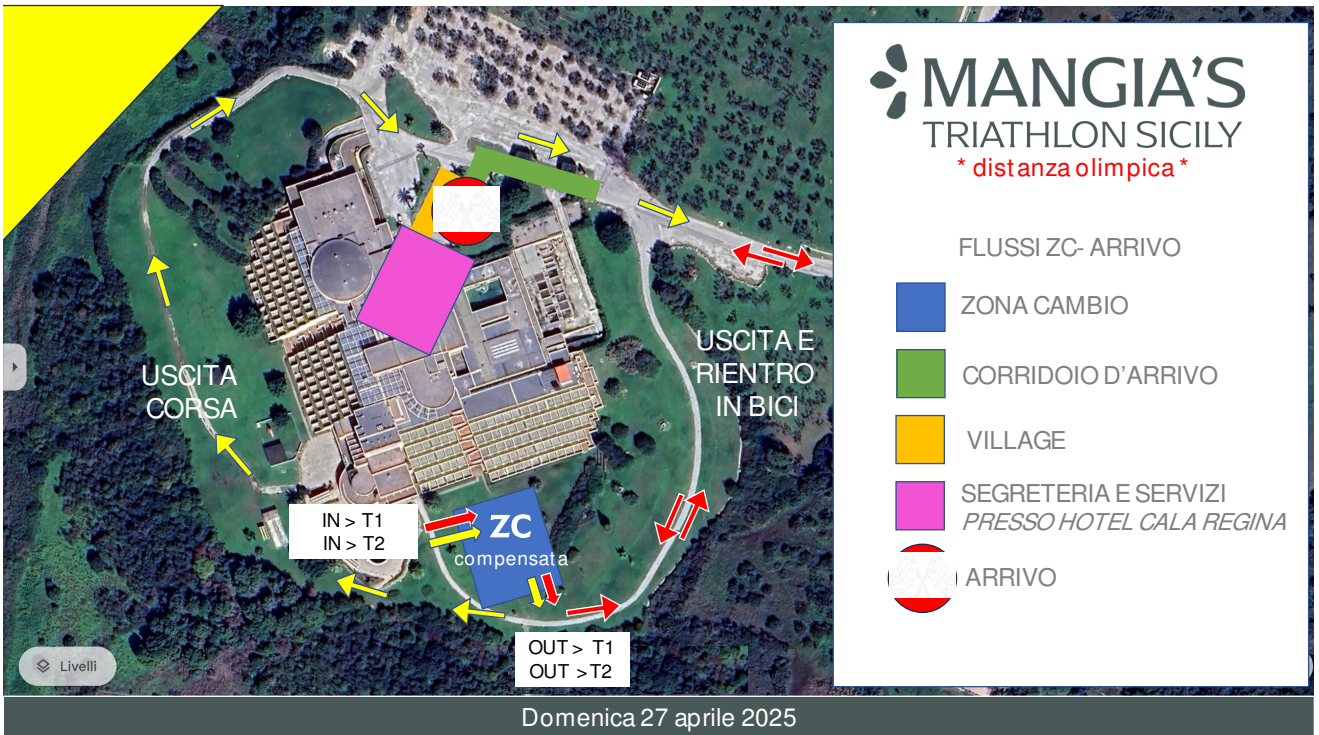 MANGIA'S
TRIATHLON SICILY
* distanza olimpica *
FLUSSI ZC- ARRIVO
ZONA CAMBIO
CORRIDOIO D'ARRIVO
VILLAGE
SEGRETERIA E SERVIZI
PRESSO HOTEL CALA REGINA
ARRIVO
USCITA
CORSA
USCITA E
RIENTRO
IN BICI
IN > T1
IN > T2
ZC
compensata
OUT > T1
OUT >T2
Livelli
Domenica 27 aprile 2025